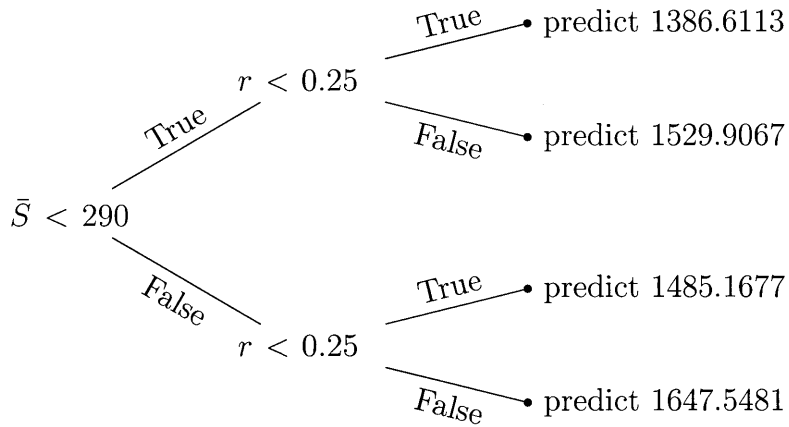 True
predict 1386.6113
r < 0.25
False
predict 1529.9067
True
S̄ < 290
False
True
predict 1485.1677
r < 0.25
False
predict 1647.5481